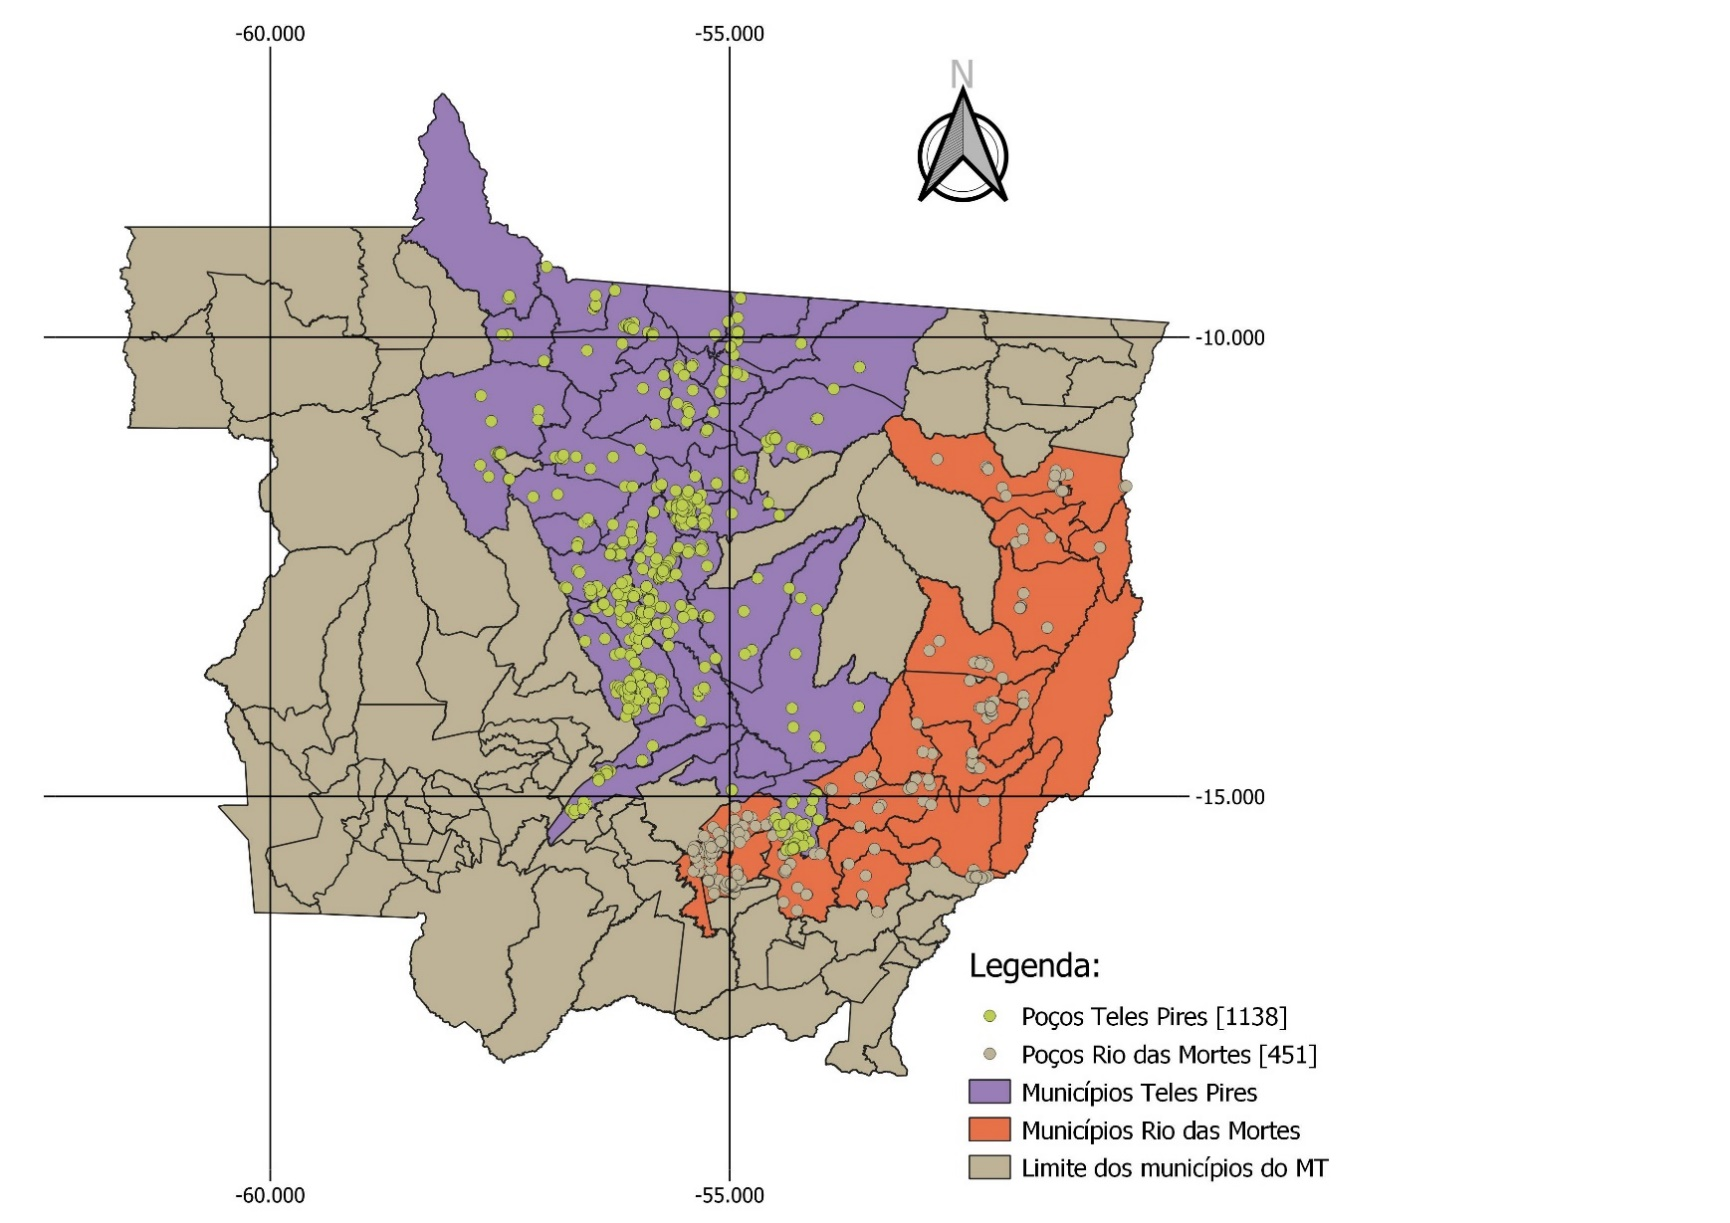 -60.000 -55.000
N
-10.000
-15.000
Legenda:
Poços Teles Pires [1138]
Poços Rio das Mortes [451]
Municípios Teles Pires
Municípios Rio das Mortes
Limite dos municípios do MT
-60.000 -55.000